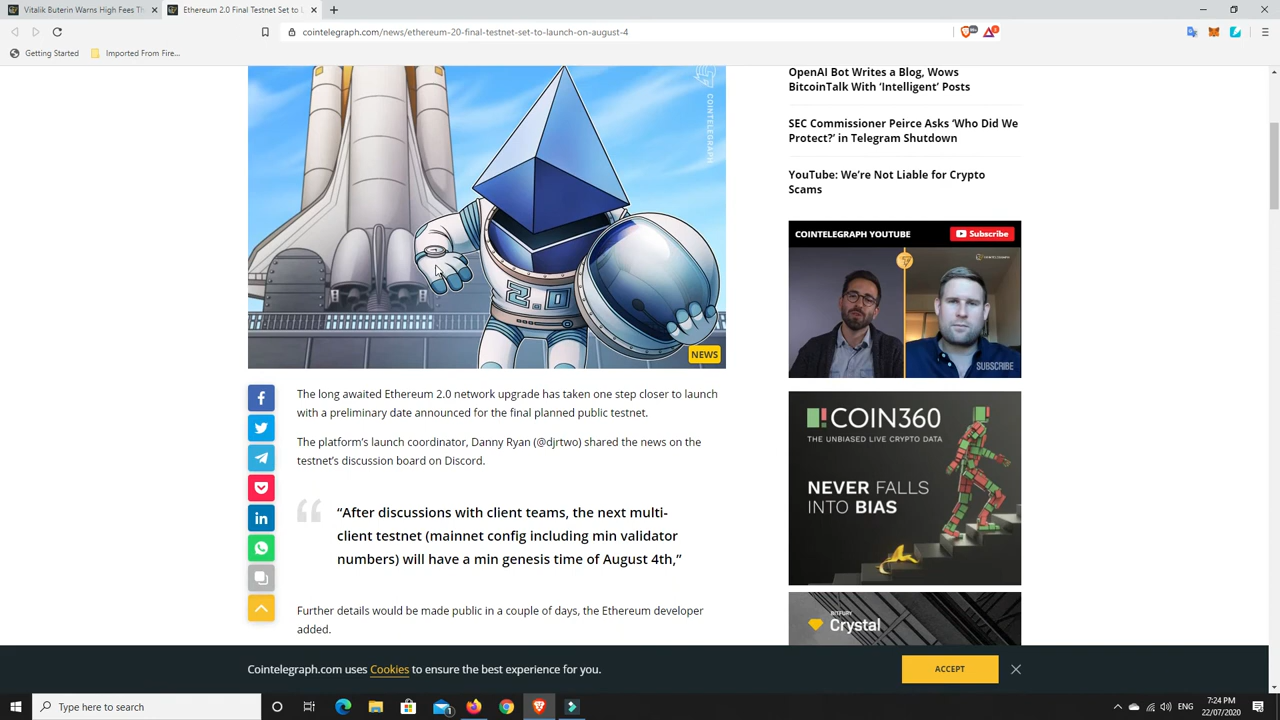 Vitalik Buterin Warns High Fees Th
Ethereum 2.0 Final Testnet Set to L
cointelegraph.com/news/ethereum-20-final-testnet-set-to-launch-on-august-4
Getting Started
Imported From Fire...
COINTELEGRAPH
2.0
NEWS
The long awaited Ethereum 2.0 network upgrade has taken one step closer to launch
with a preliminary date announced for the final planned public testnet.
The platform's launch coordinator, Danny Ryan (@djrtwo) shared the news on the
testnet's discussion board on Discord.
“After discussions with client teams, the next multi-
client testnet (mainnet config including min validator
numbers) will have a min genesis time of August 4th,”
Further details would be made public in a couple of days, the Ethereum developer
added.
OpenAI Bot Writes a Blog, Wows
BitcoinTalk With ‘Intelligent’ Posts
SEC Commissioner Peirce Asks ‘Who Did We
Protect?’ in Telegram Shutdown
YouTube: We’re Not Liable for Crypto
Scams
COINTELEGRAPH YOUTUBE
Subscribe
SUBSCRIBE
COIN360
THE UNBIASED LIVE CRYPTO DATA
NEVER FALLS
INTO BIAS
BITFURY
Crystal
Cointelegraph.com uses Cookies to ensure the best experience for you.
ACCEPT
Type here to search
ENG
7:24 PM
22/07/2020